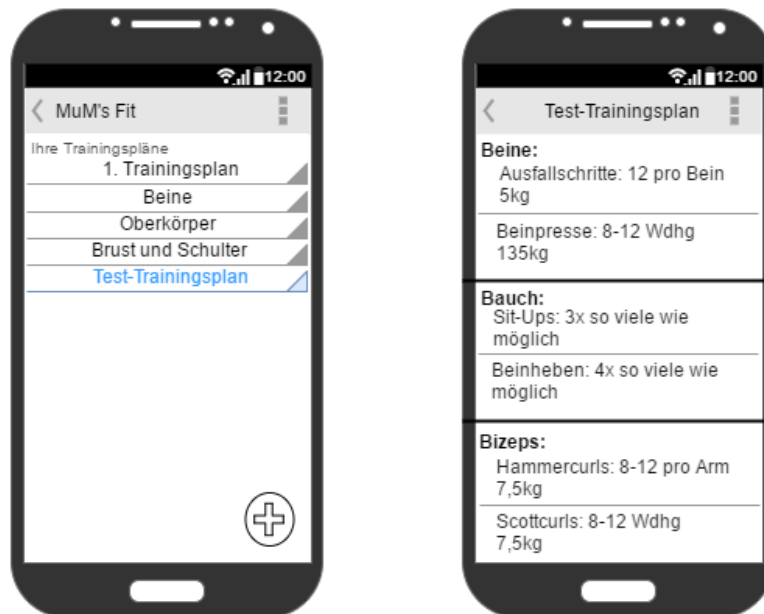 12:00
MuM's Fit
Ihre Trainingspläne
1. Trainingsplan
Beine
Oberkörper
Brust und Schulter
Test-Trainingsplan
12:00
Test-Trainingsplan
Beine:
Ausfallschritte: 12 pro Bein
5kg
Beinpresse: 8-12 Wdhg
135kg
Bauch:
Sit-Ups: 3x so viele wie
möglich
Beinheben: 4x so viele wie
möglich
Bizeps:
Hammercurls: 8-12 pro Arm
7,5kg
Scottcurls: 8-12 Wdhg
7,5kg